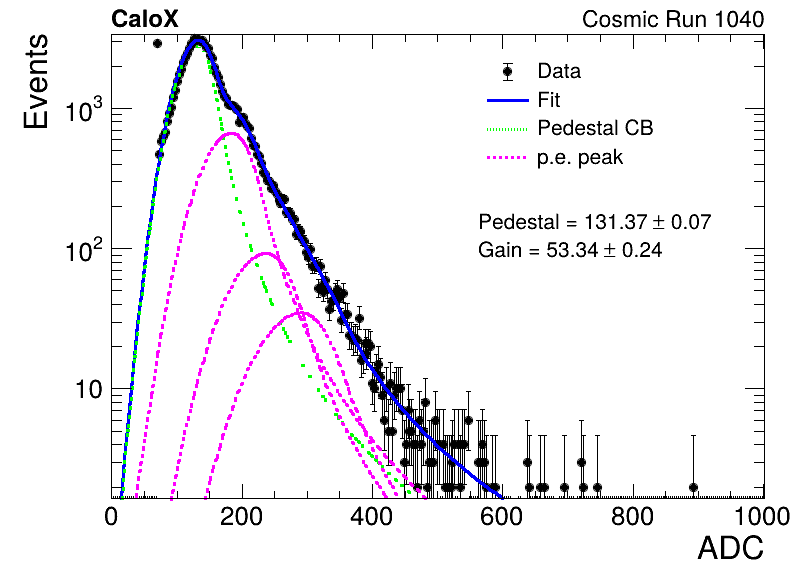 CaloX Cosmic Run 1040
Events
Data
Fit
Pedestal CB
p.e. peak
Pedestal = 131.37 ± 0.07
Gain = 53.34 ± 0.24
10³
10²
10
0 200 400 600 800 1000
ADC